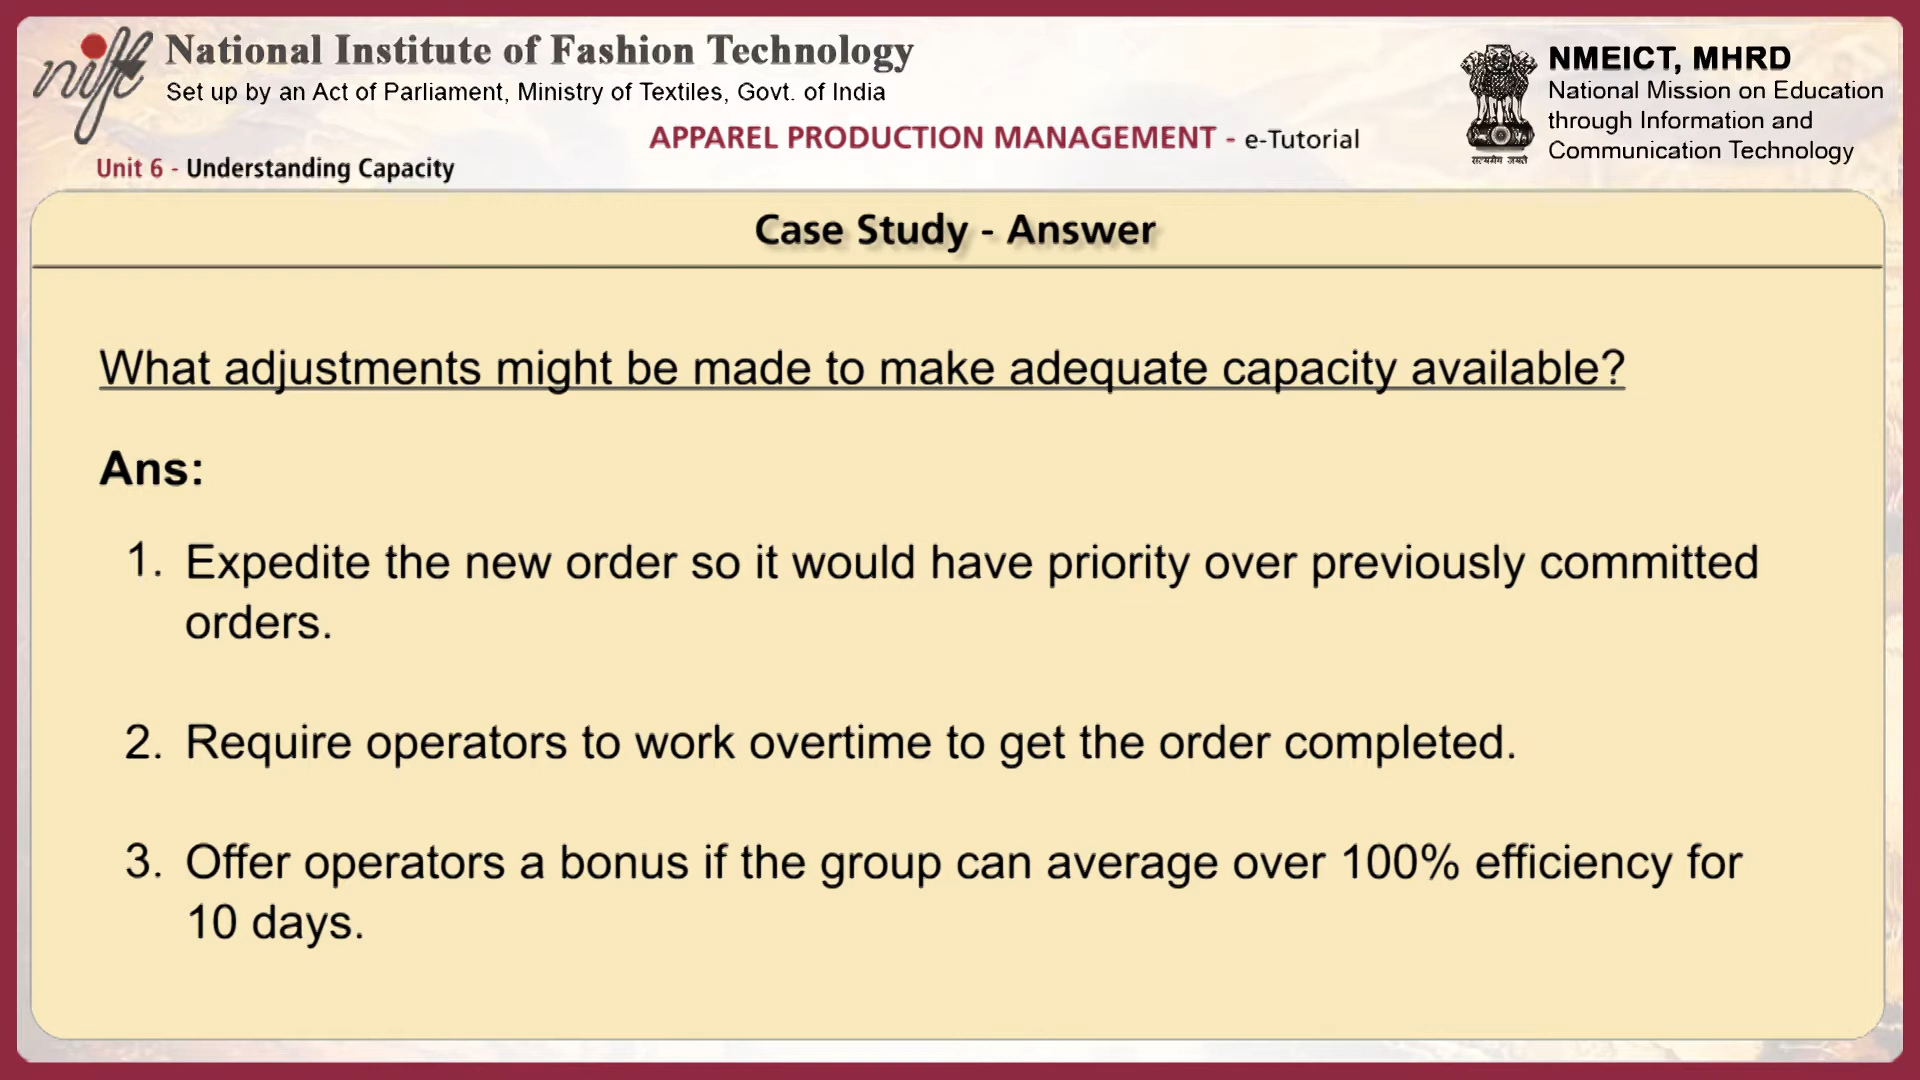 nift
National Institute of Fashion Technology
Set up by an Act of Parliament, Ministry of Textiles, Govt. of India
APPAREL PRODUCTION MANAGEMENT - e-Tutorial
Unit 6 - Understanding Capacity
सत्यमेव जयते
NMEICT, MHRD
National Mission on Education
through Information and
Communication Technology
Case Study - Answer
What adjustments might be made to make adequate capacity available?
Ans:
1. Expedite the new order so it would have priority over previously committed
orders.
2. Require operators to work overtime to get the order completed.
3. Offer operators a bonus if the group can average over 100% efficiency for
10 days.